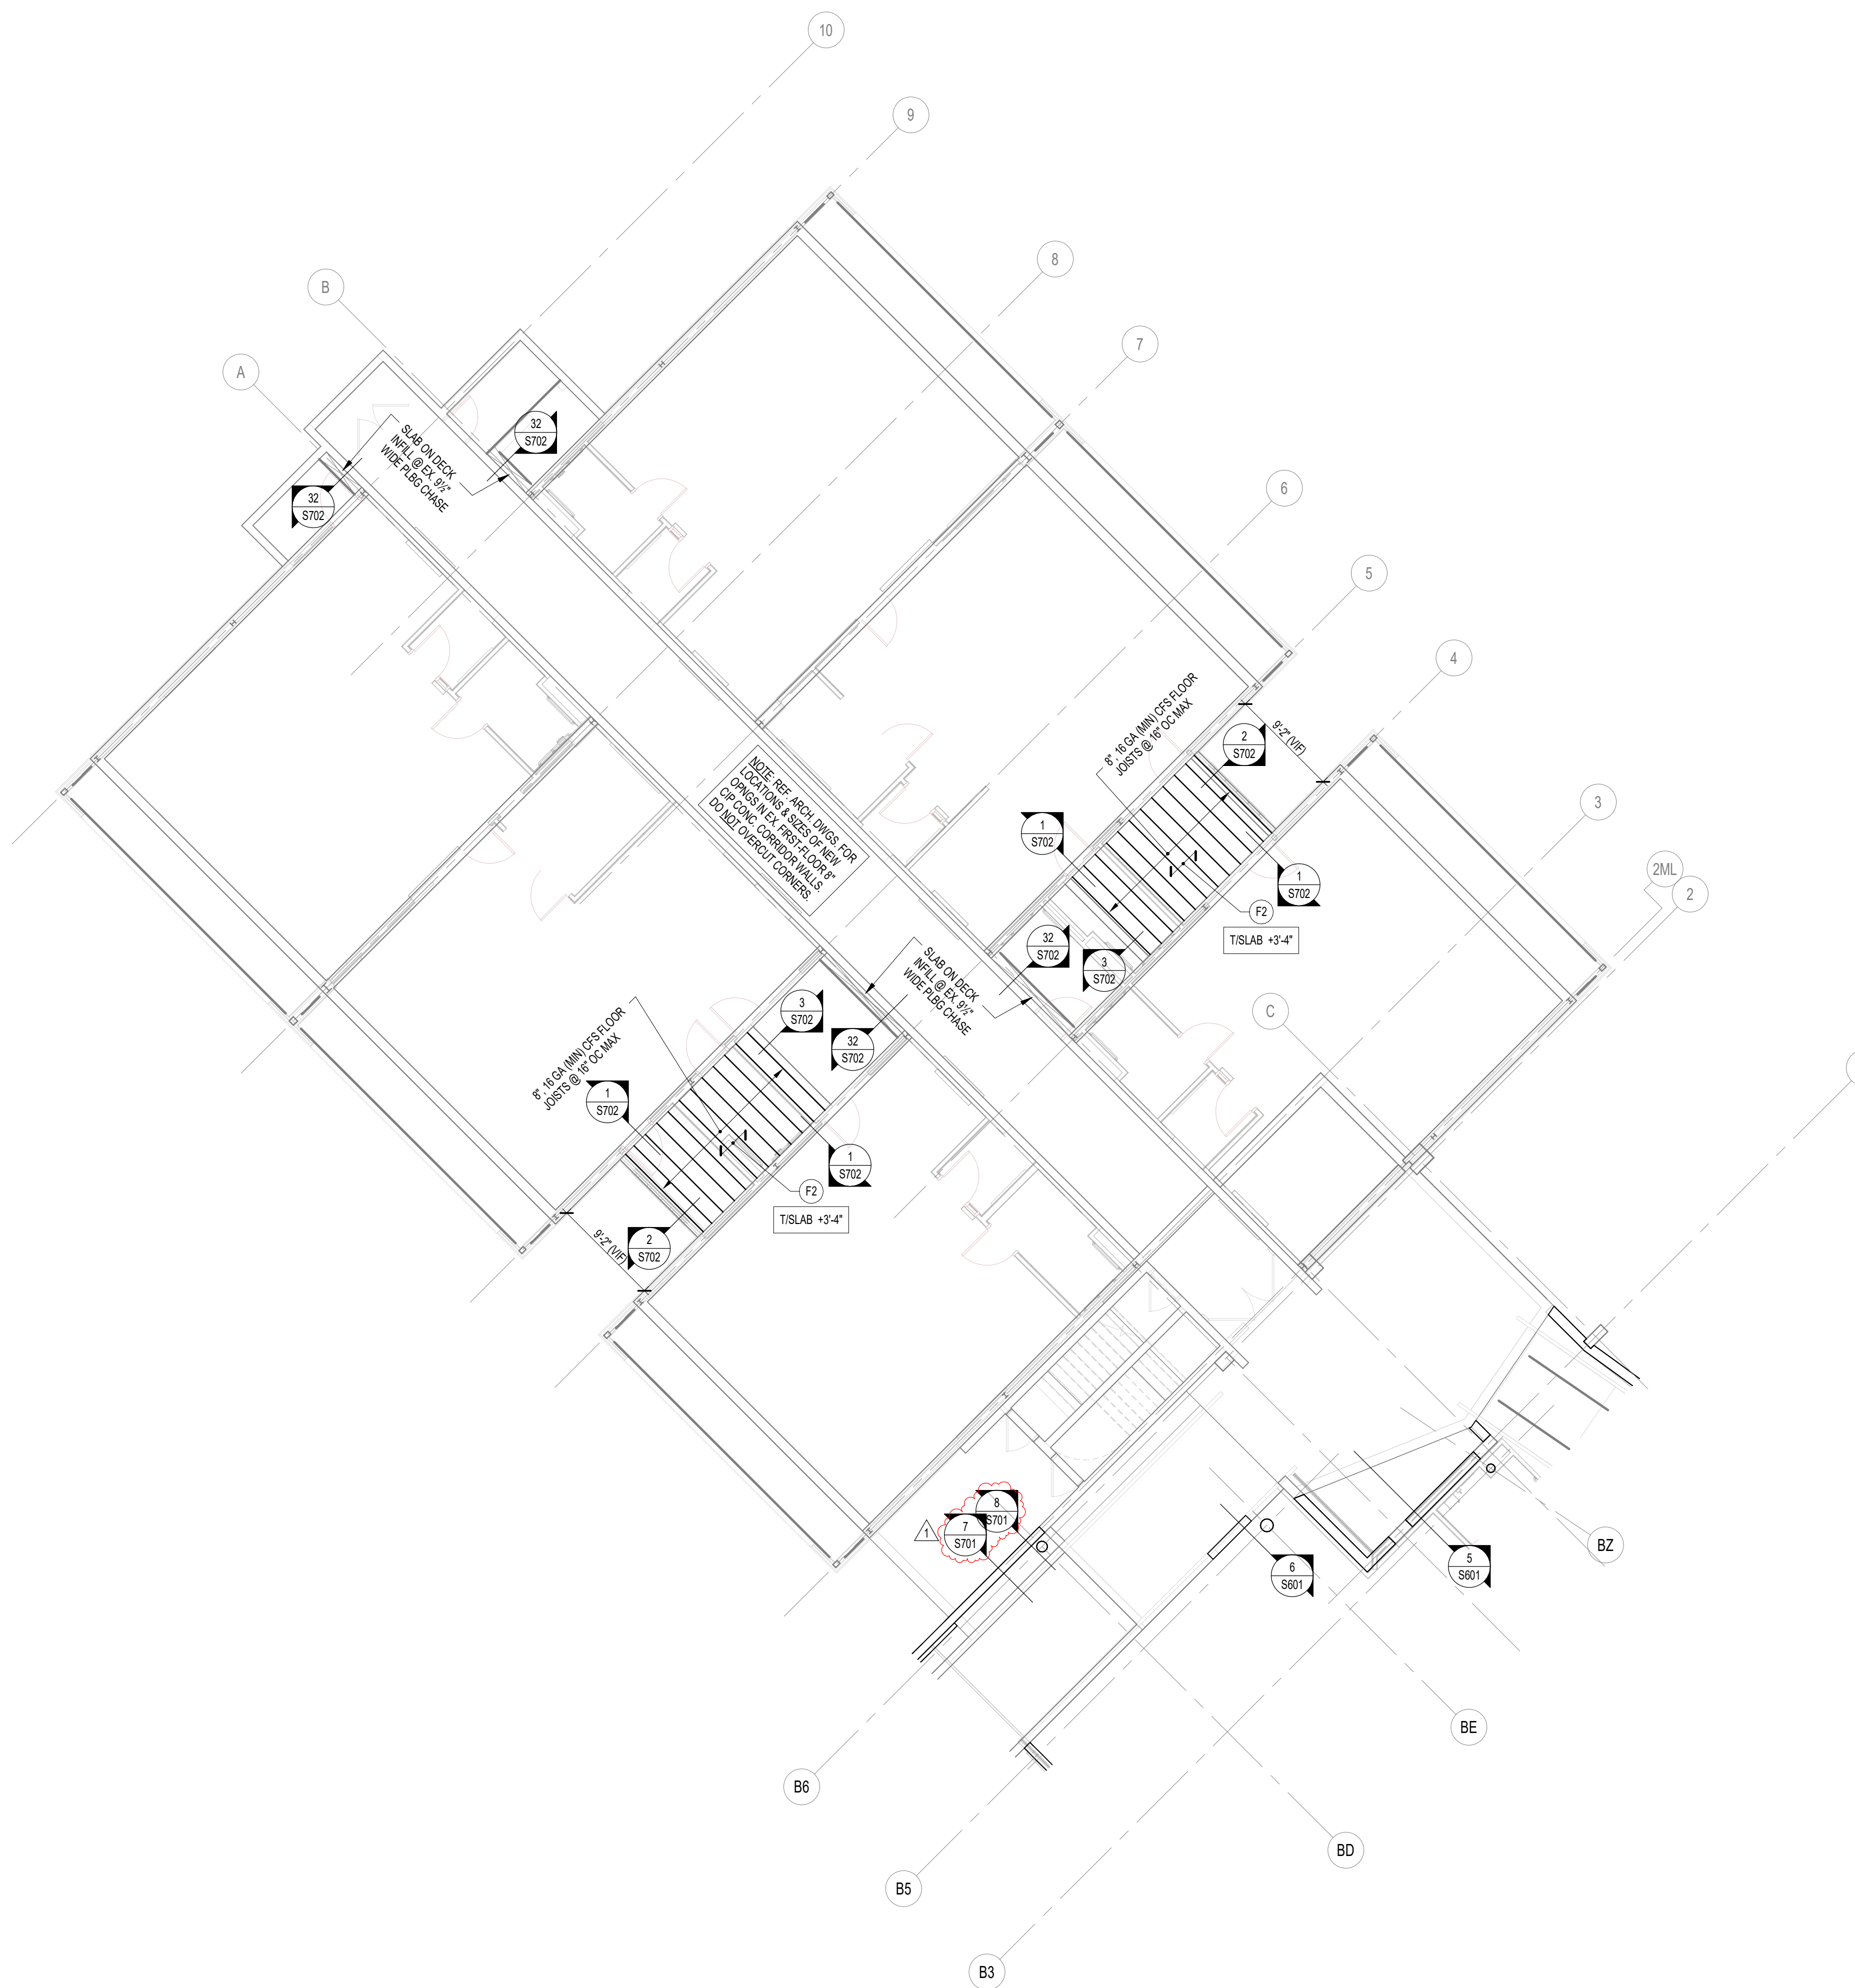 10
9
8
B
7
A
6
32
S702
SLAB ON DECK
INFILL @ EX. 9½"
WIDE PLBG CHASE
32
S702
5
4
8", 16 GA (MIN) CFS FLOOR
JOISTS @ 16" OC MAX
2
S702
9'-2" (VIF)
3
NOTE: REF. ARCH. DWGS. FOR
LOCATIONS & SIZES OF NEW
OPNGS IN EX. FIRST-FLOOR 8"
CIP CONC. CORRIDOR WALLS.
DO NOT OVERCUT CORNERS.
1
S702
1
S702
2ML
2
F2
T/SLAB +3'-4"
32
S702
3
S702
SLAB ON DECK
INFILL @ EX. 9½"
WIDE PLBG CHASE
C
3
S702
32
S702
8", 16 GA (MIN) CFS FLOOR
JOISTS @ 16" OC MAX
1
S702
1
S702
F2
T/SLAB +3'-4"
2
S702
9'-2" (VIF)
8
S701
7
S701
1
BZ
5
S601
6
S601
BE
B6
BD
B5
B3